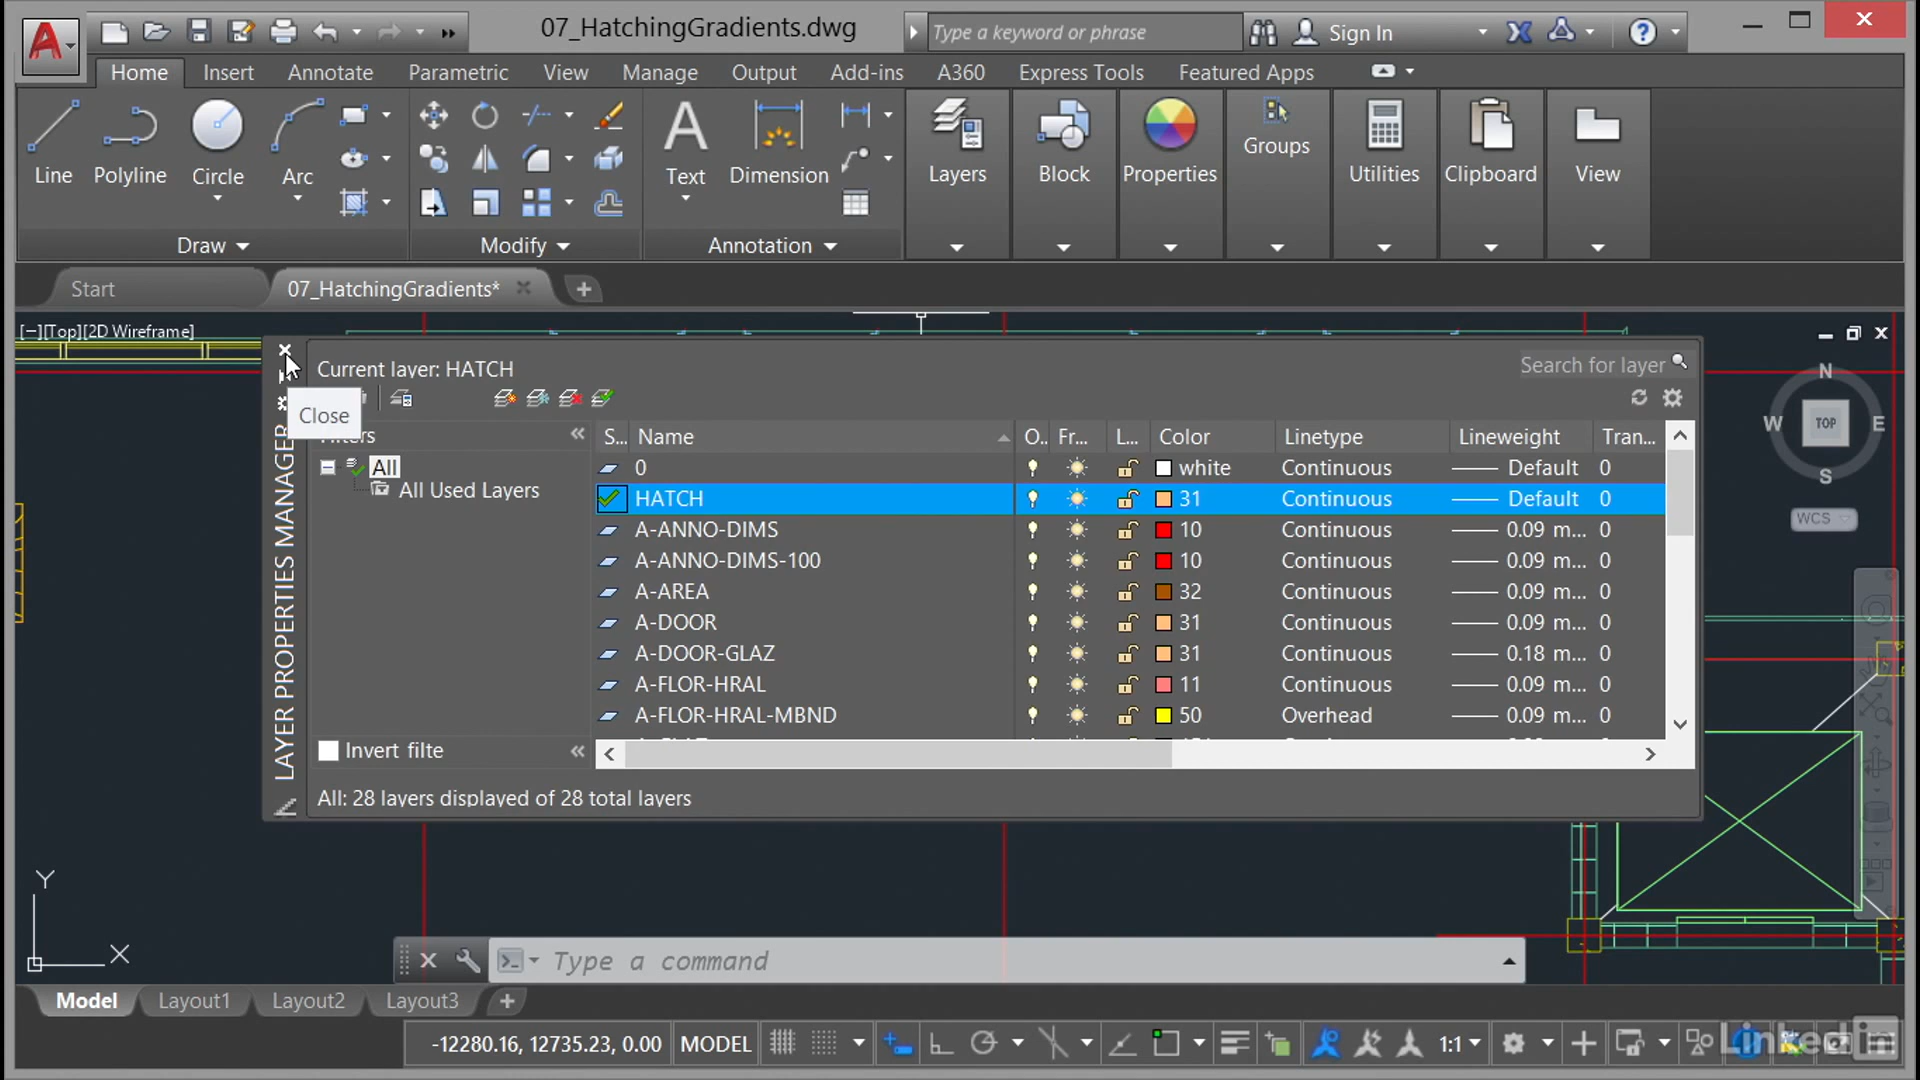 07_HatchingGradients.dwg
Type a keyword or phrase
Sign In
Home Insert Annotate Parametric View Manage Output Add-ins A360 Express Tools Featured Apps
Line Polyline Circle Arc Text Dimension Layers Block Properties Groups Utilities Clipboard View
Draw Modify Annotation
Start 07_HatchingGradients*
[−][Top][2D Wireframe]
Current layer: HATCH
Search for layer
Close
All
All Used Layers
S.. Name O. Fr... L... Color Linetype Lineweight Tran...
0 white Continuous Default 0
HATCH 31 Continuous Default 0
A-ANNO-DIMS 10 Continuous 0.09 m... 0
A-ANNO-DIMS-100 10 Continuous 0.09 m... 0
A-AREA 32 Continuous 0.09 m... 0
A-DOOR 31 Continuous 0.09 m... 0
A-DOOR-GLAZ 31 Continuous 0.18 m... 0
A-FLOR-HRAL 11 Continuous 0.09 m... 0
A-FLOR-HRAL-MBND 50 Overhead 0.09 m... 0
Invert filte
All: 28 layers displayed of 28 total layers
LAYER PROPERTIES MANAGER
N
W TOP E
S
WCS
Y
X
Type a command
Model Layout1 Layout2 Layout3
-12280.16, 12735.23, 0.00 MODEL 1:1
LinkedIn